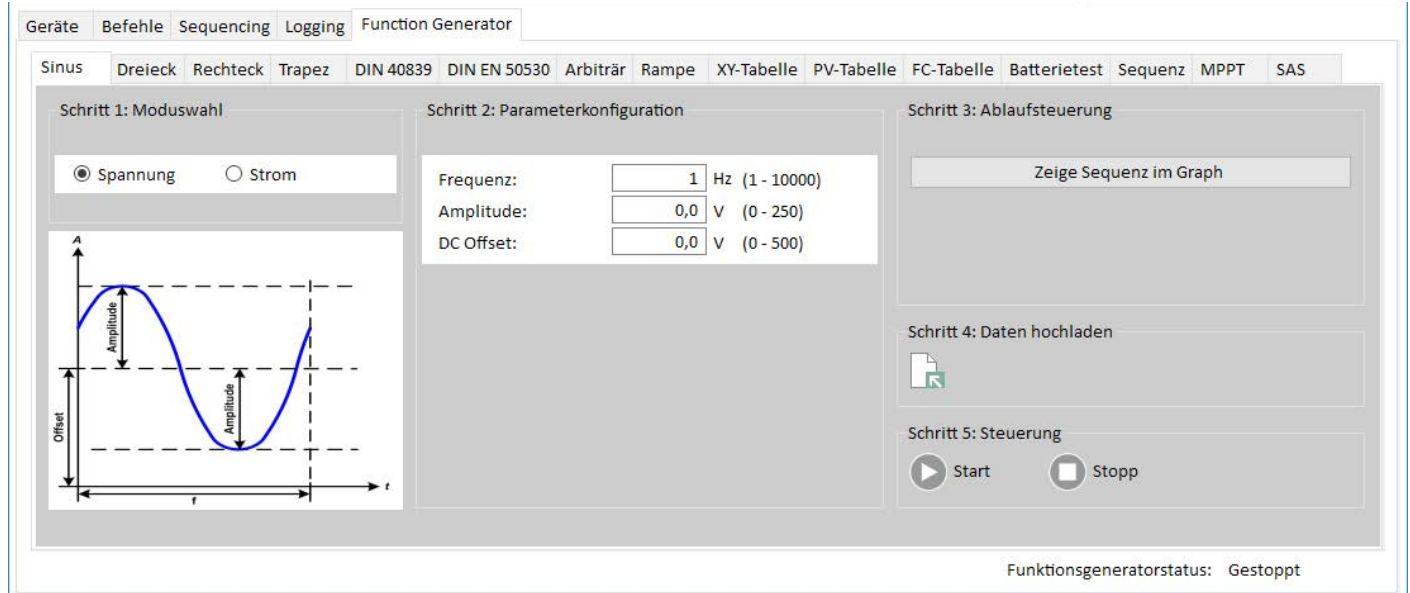 Geräte Befehle Sequencing Logging Function Generator
Sinus Dreieck Rechteck Trapez DIN 40839 DIN EN 50530 Arbiträr Rampe XY-Tabelle PV-Tabelle FC-Tabelle Batterietest Sequenz MPPT SAS
Schritt 1: Moduswahl
Spannung Strom
A
Amplitude
Amplitude
Offset
f
t
Schritt 2: Parameterkonfiguration
Frequenz: 1 Hz (1 - 10000)
Amplitude: 0,0 V (0 - 250)
DC Offset: 0,0 V (0 - 500)
Schritt 3: Ablaufsteuerung
Zeige Sequenz im Graph
Schritt 4: Daten hochladen
Schritt 5: Steuerung
Start Stopp
Funktionsgeneratorstatus: Gestoppt